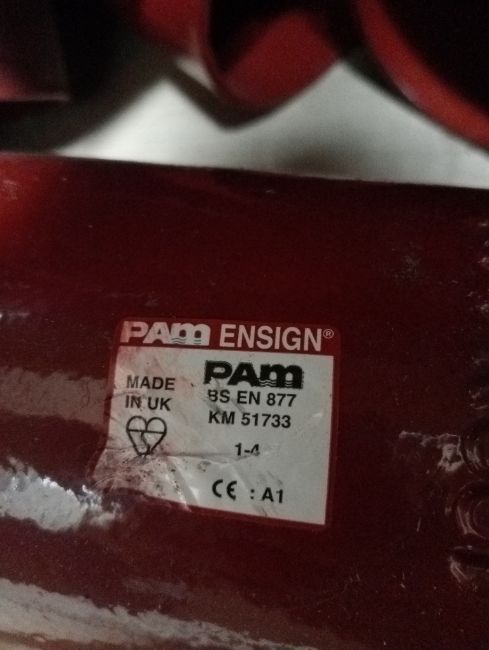 PAM ENSIGN®
PAM
MADE
IN UK
BS EN 877
KM 51733
1-4
CE : A1